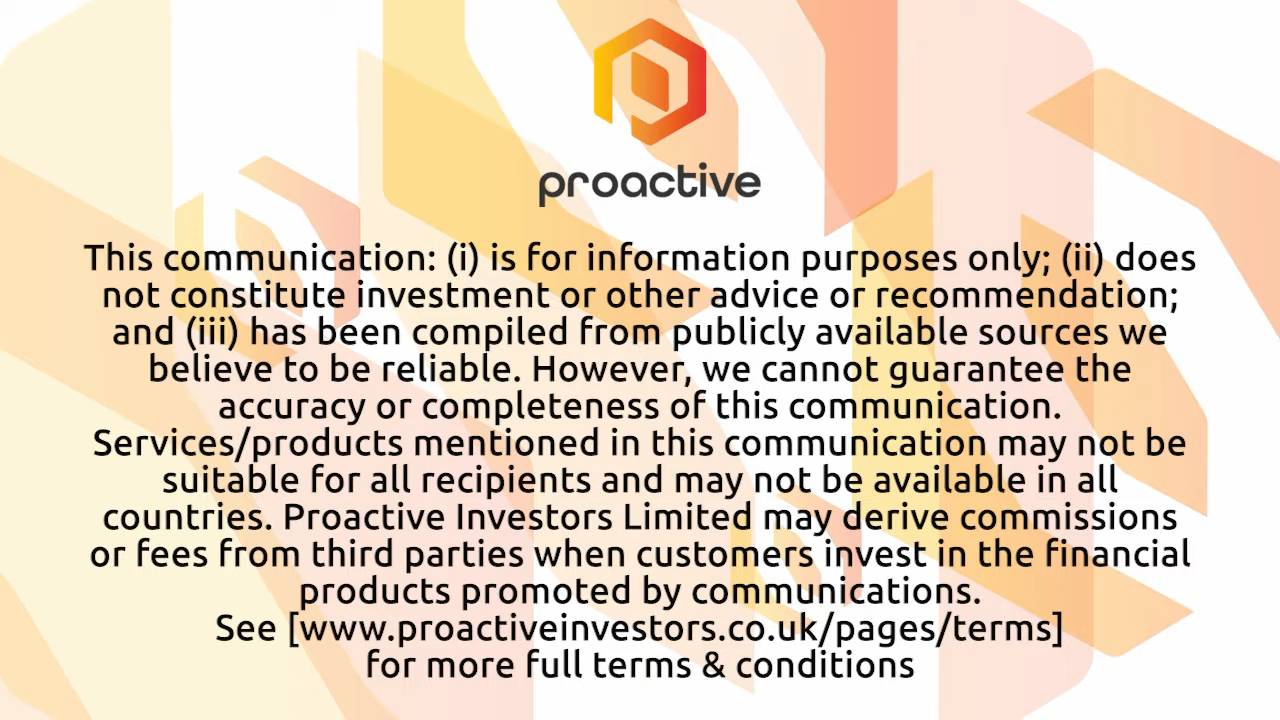 proactive
This communication: (i) is for information purposes only; (ii) does
not constitute investment or other advice or recommendation;
and (iii) has been compiled from publicly available sources we
believe to be reliable. However, we cannot guarantee the
accuracy or completeness of this communication.
Services/products mentioned in this communication may not be
suitable for all recipients and may not be available in all
countries. Proactive Investors Limited may derive commissions
or fees from third parties when customers invest in the financial
products promoted by communications.
See [www.proactiveinvestors.co.uk/pages/terms]
for more full terms & conditions